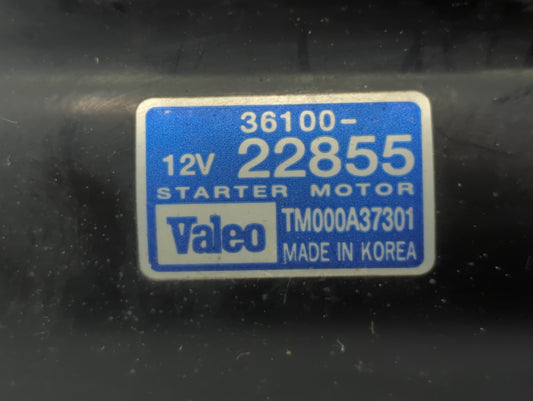 36100-
12V 22855
STARTER MOTOR
Valeo TM000A37301
MADE IN KOREA